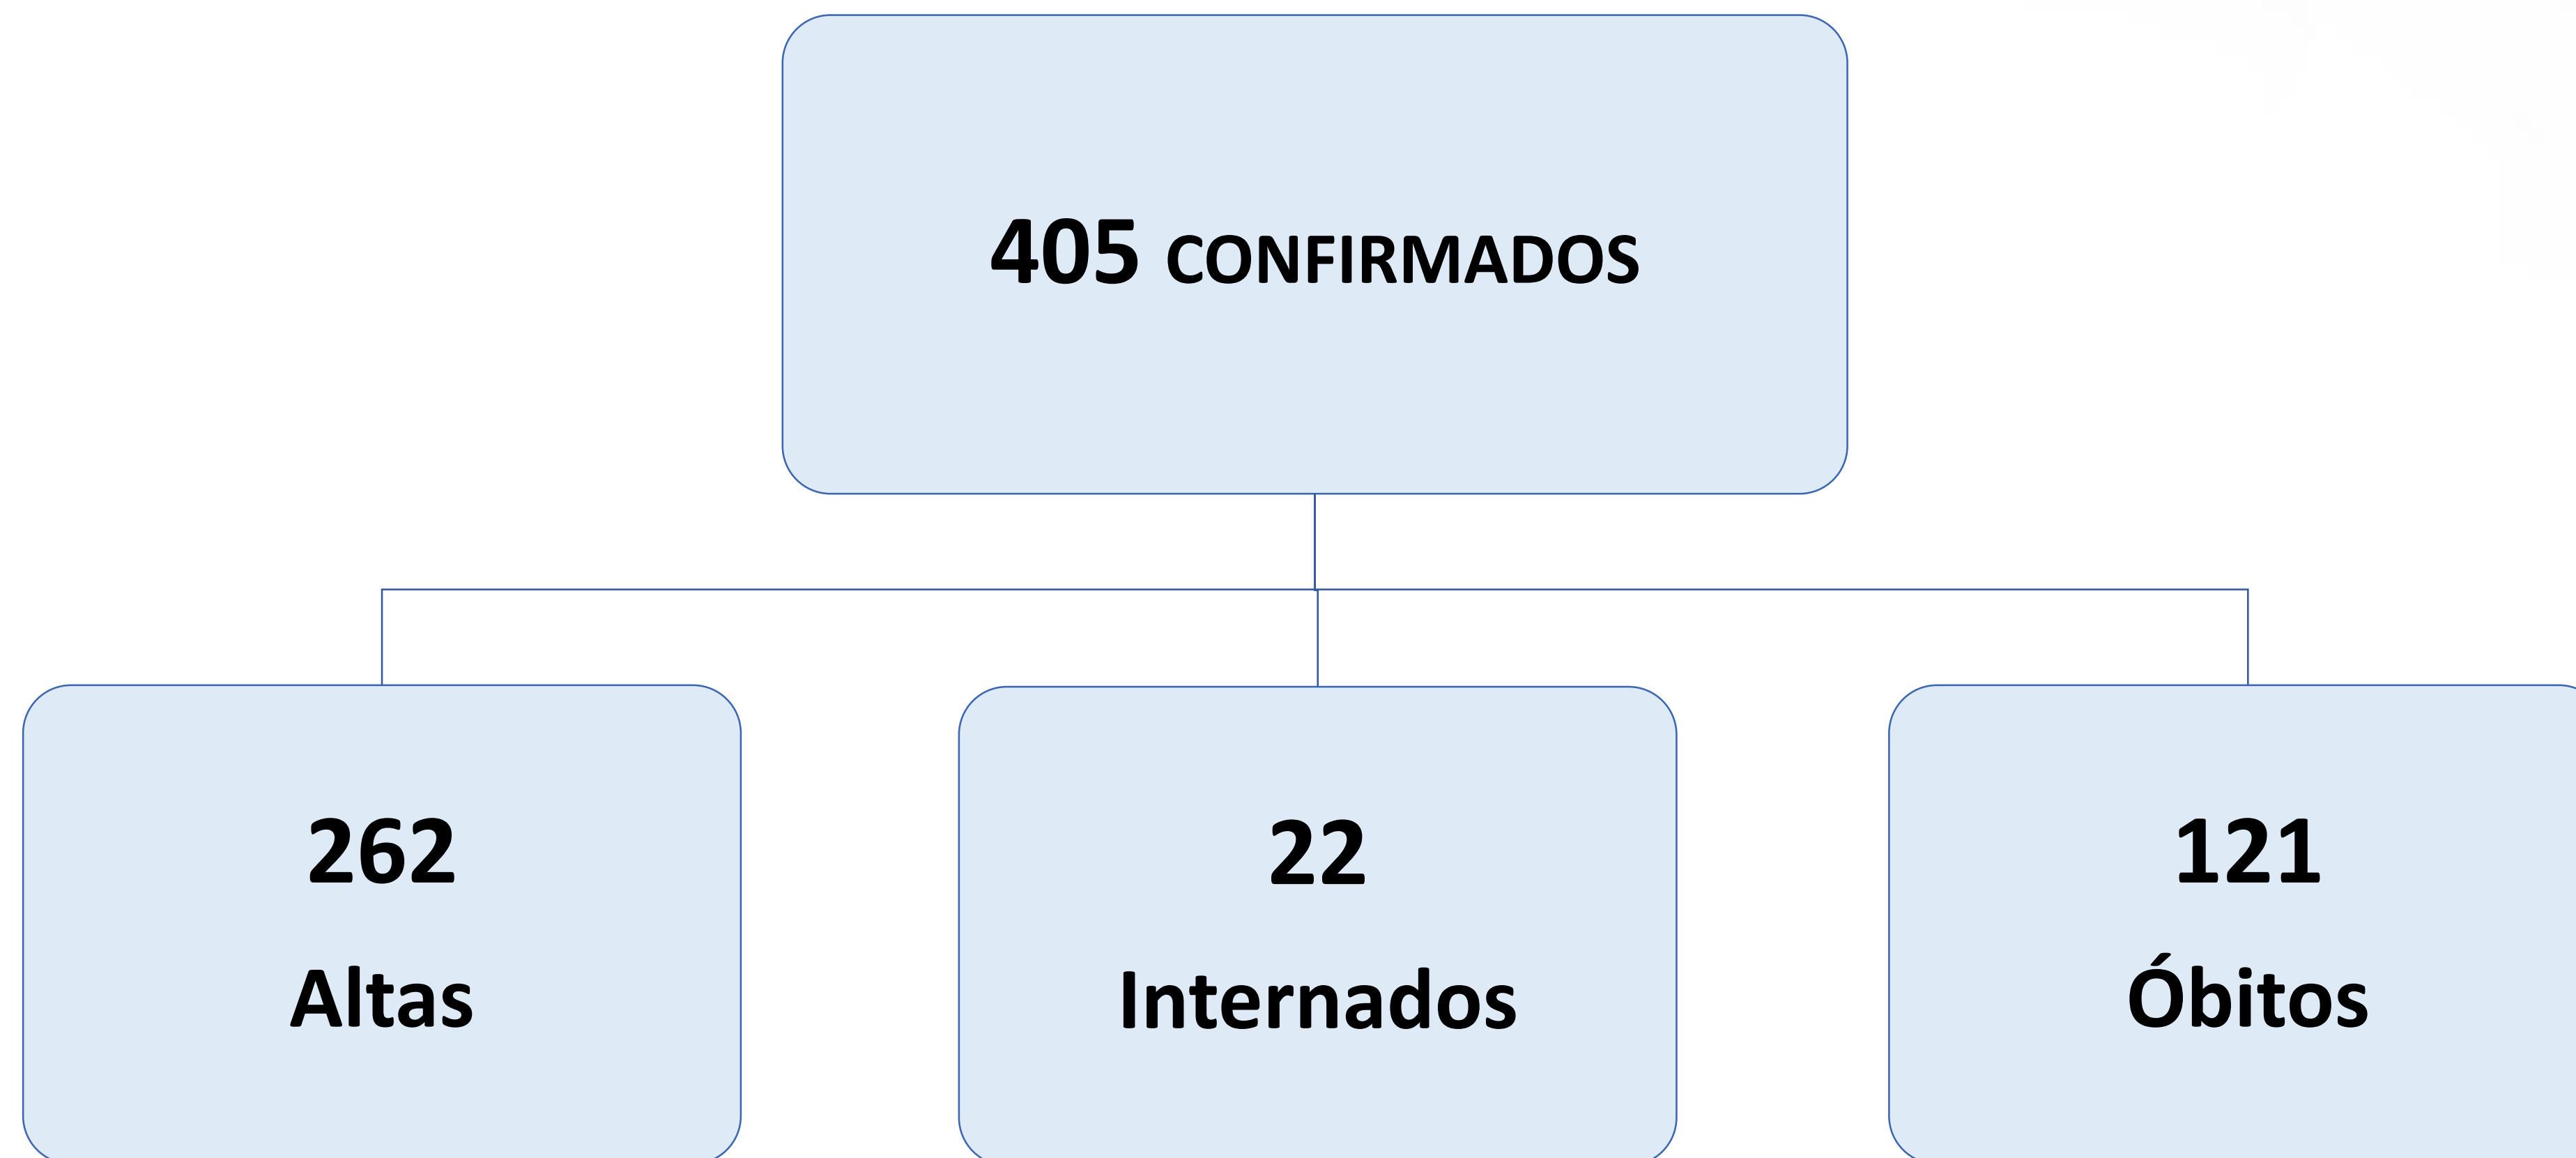 405 CONFIRMADOS
262
Altas
22
Internados
121
Óbitos